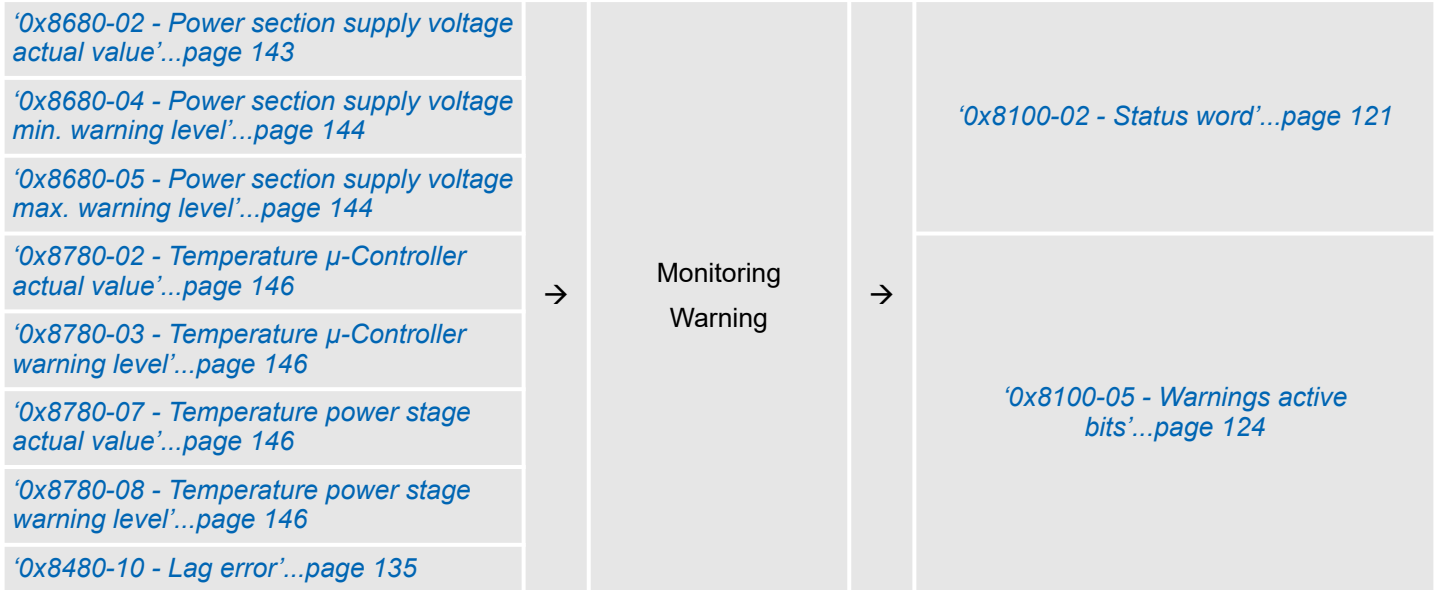 ‘0x8680-02 - Power section supply voltage
actual value’...page 143
‘0x8680-04 - Power section supply voltage
min. warning level’...page 144
‘0x8680-05 - Power section supply voltage
max. warning level’...page 144
‘0x8780-02 - Temperature µ-Controller
actual value’...page 146
‘0x8780-03 - Temperature µ-Controller
warning level’...page 146
‘0x8780-07 - Temperature power stage
actual value’...page 146
‘0x8780-08 - Temperature power stage
warning level’...page 146
‘0x8480-10 - Lag error’...page 135
→
Monitoring
Warning
→
‘0x8100-02 - Status word’...page 121
‘0x8100-05 - Warnings active
bits’...page 124